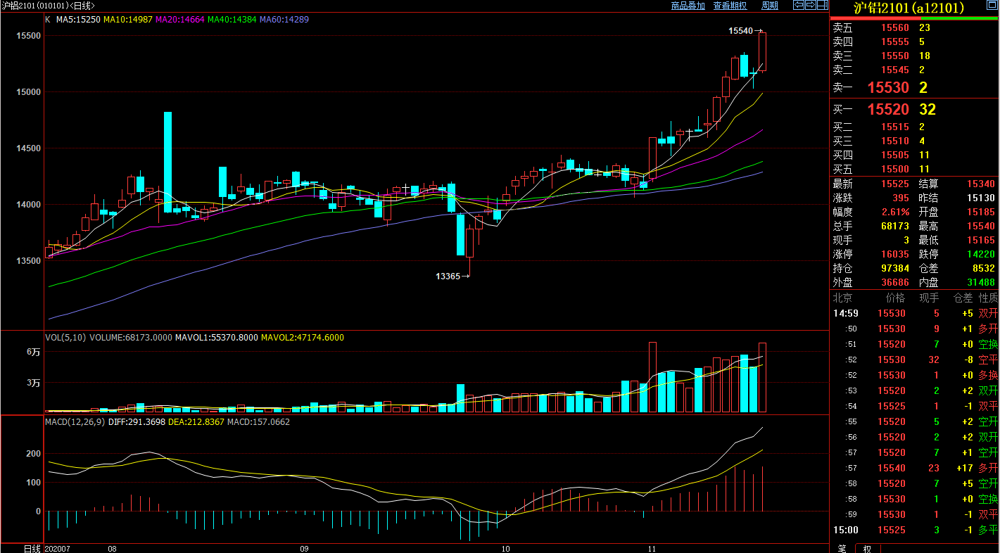 沪铝2101(010101)<日线>
商品叠加 查看期权 周期
K MA5:15250 MA10:14987 MA20:14664 MA40:14384 MA60:14289
15540
15500
15000
14500
14000
13500
13365
VOL(5,10) VOLUME:68173.0000 MAVOL1:55370.8000 MAVOL2:47174.6000
6万
3万
MACD(12,26,9) DIFF:291.3698 DEA:212.8367 MACD:157.0662
200
100
0
日线 202007 08 09 10 11
沪铝2101(al2101)
卖五 15560 23
卖四 15555 5
卖三 15550 18
卖二 15545 2
卖一 15530 2
买一 15520 32
买二 15515 2
买三 15510 4
买四 15505 11
买五 15500 11
最新 15525 结算 15340
涨跌 395 昨结 15130
幅度 2.61% 开盘 15185
总手 68173 最高 15540
现手 3 最低 15165
涨停 16035 跌停 14220
持仓 97384 仓差 8532
外盘 36686 内盘 31488
北京 价格 现手 仓差 性质
14:59 15530 5 +5 双开
:50 15530 9 +1 多开
:51 15520 7 +0 空换
:52 15530 32 -8 空平
:52 15530 1 +0 多换
:53 15520 2 +2 双开
:54 15525 1 -1 双平
:55 15520 5 +2 空开
:56 15520 2 +2 双开
:57 15520 7 +1 空开
:57 15540 23 +17 多开
:58 15520 7 +5 空开
:58 15530 1 +0 空换
:59 15530 1 -1 双平
15:00 15525 3 -1 多平
笔 权